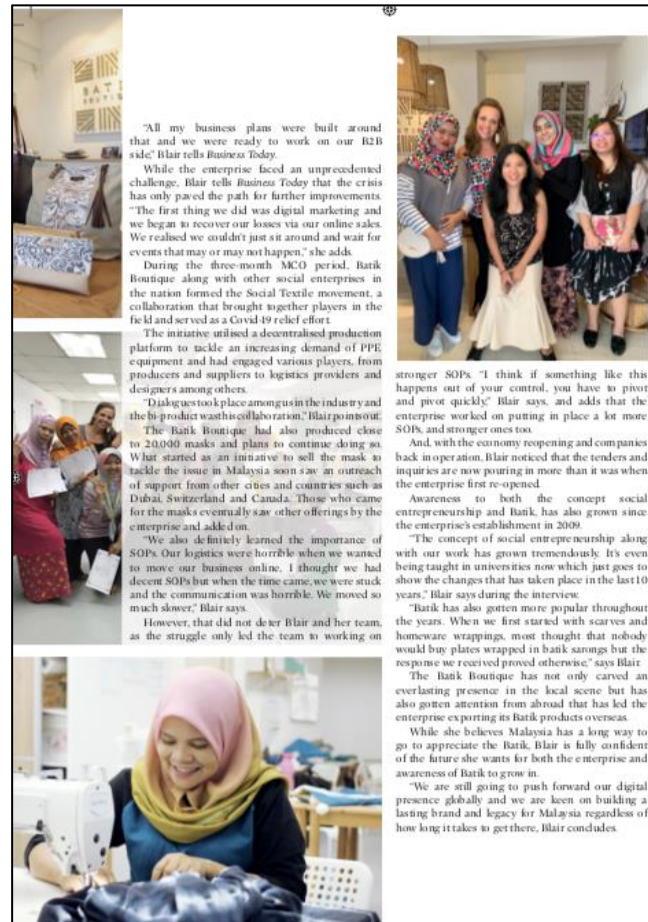 BATIK
BOUTIQUE
"All my business plans were built around
that and we were ready to work on our B2B
side," Blair tells Business Today.
While the enterprise faced an unprecedented
challenge, Blair tells Business Today that the crisis
has only paved the path for further improvements.
"The first thing we did was digital marketing and
we began to recover our losses via our online sales.
We realised we couldn't just sit around and wait for
events that may or may not happen," she adds.
During the three-month MCO period, Batik
Boutique along with other social enterprises in
the nation formed the Social Textile movement, a
collaboration that brought together players in the
field and served as a Covid-19 relief effort.
The initiative utilised a decentralised production
platform to tackle an increasing demand of PPE
equipment and had engaged various players, from
producers and suppliers to logistics providers and
designers among others.
"Dialogues took place among us in the industry and
the bi-product was this collaboration," Blair points out.
The Batik Boutique had also produced close
to 20,000 masks and plans to continue doing so.
What started as an initiative to sell the mask to
tackle the issue in Malaysia soon saw an outreach
of support from other cities and countries such as
Dubai, Switzerland and Canada. Those who came
for the masks eventually saw other offerings by the
enterprise and added on.
"We also definitely learned the importance of
SOPs. Our logistics were horrible when we wanted
to move our business online, I thought we had
decent SOPs but when the time came, we were stuck
and the communication was horrible. We moved so
much slower," Blair says.
However, that did not deter Blair and her team,
as the struggle only led the team to working on
stronger SOPs. "I think if something like this
happens out of your control, you have to pivot
and pivot quickly," Blair says, and adds that the
enterprise worked on putting in place a lot more
SOPs, and stronger ones too.
And, with the economy reopening and companies
back in operation, Blair noticed that the tenders and
inquiries are now pouring in more than it was when
the enterprise first re-opened.
Awareness to both the concept social
entrepreneurship and Batik, has also grown since
the enterprise's establishment in 2009.
"The concept of social entrepreneurship along
with our work has grown tremendously. It's even
being taught in universities now which just goes to
show the changes that has taken place in the last 10
years," Blair says during the interview.
"Batik has also gotten more popular throughout
the years. When we first started with scarves and
homeware wrappings, most thought that nobody
would buy plates wrapped in batik sarongs but the
response we received proved otherwise," says Blair.
The Batik Boutique has not only carved an
everlasting presence in the local scene but has
also gotten attention from abroad that has led the
enterprise exporting its Batik products overseas.
While she believes Malaysia has a long way to
go to appreciate the Batik, Blair is fully confident
of the future she wants for both the enterprise and
awareness of Batik to grow in.
"We are still going to push forward our digital
presence globally and we are keen on building a
lasting brand and legacy for Malaysia regardless of
how long it takes to get there, Blair concludes.